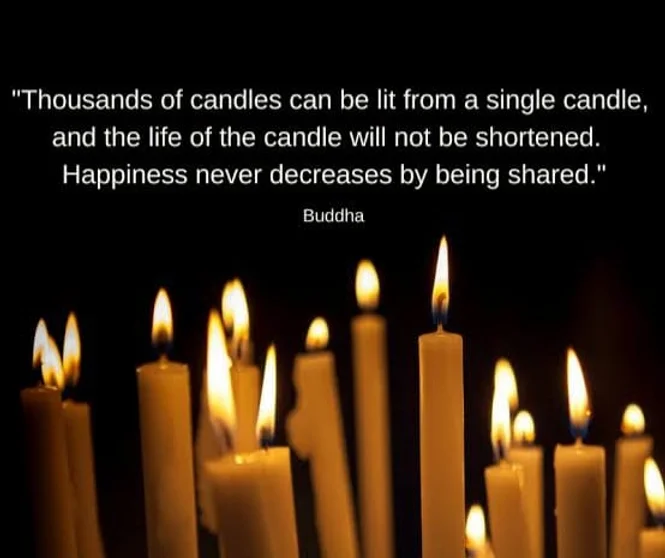 "Thousands of candles can be lit from a single candle,
and the life of the candle will not be shortened.
Happiness never decreases by being shared."
Buddha